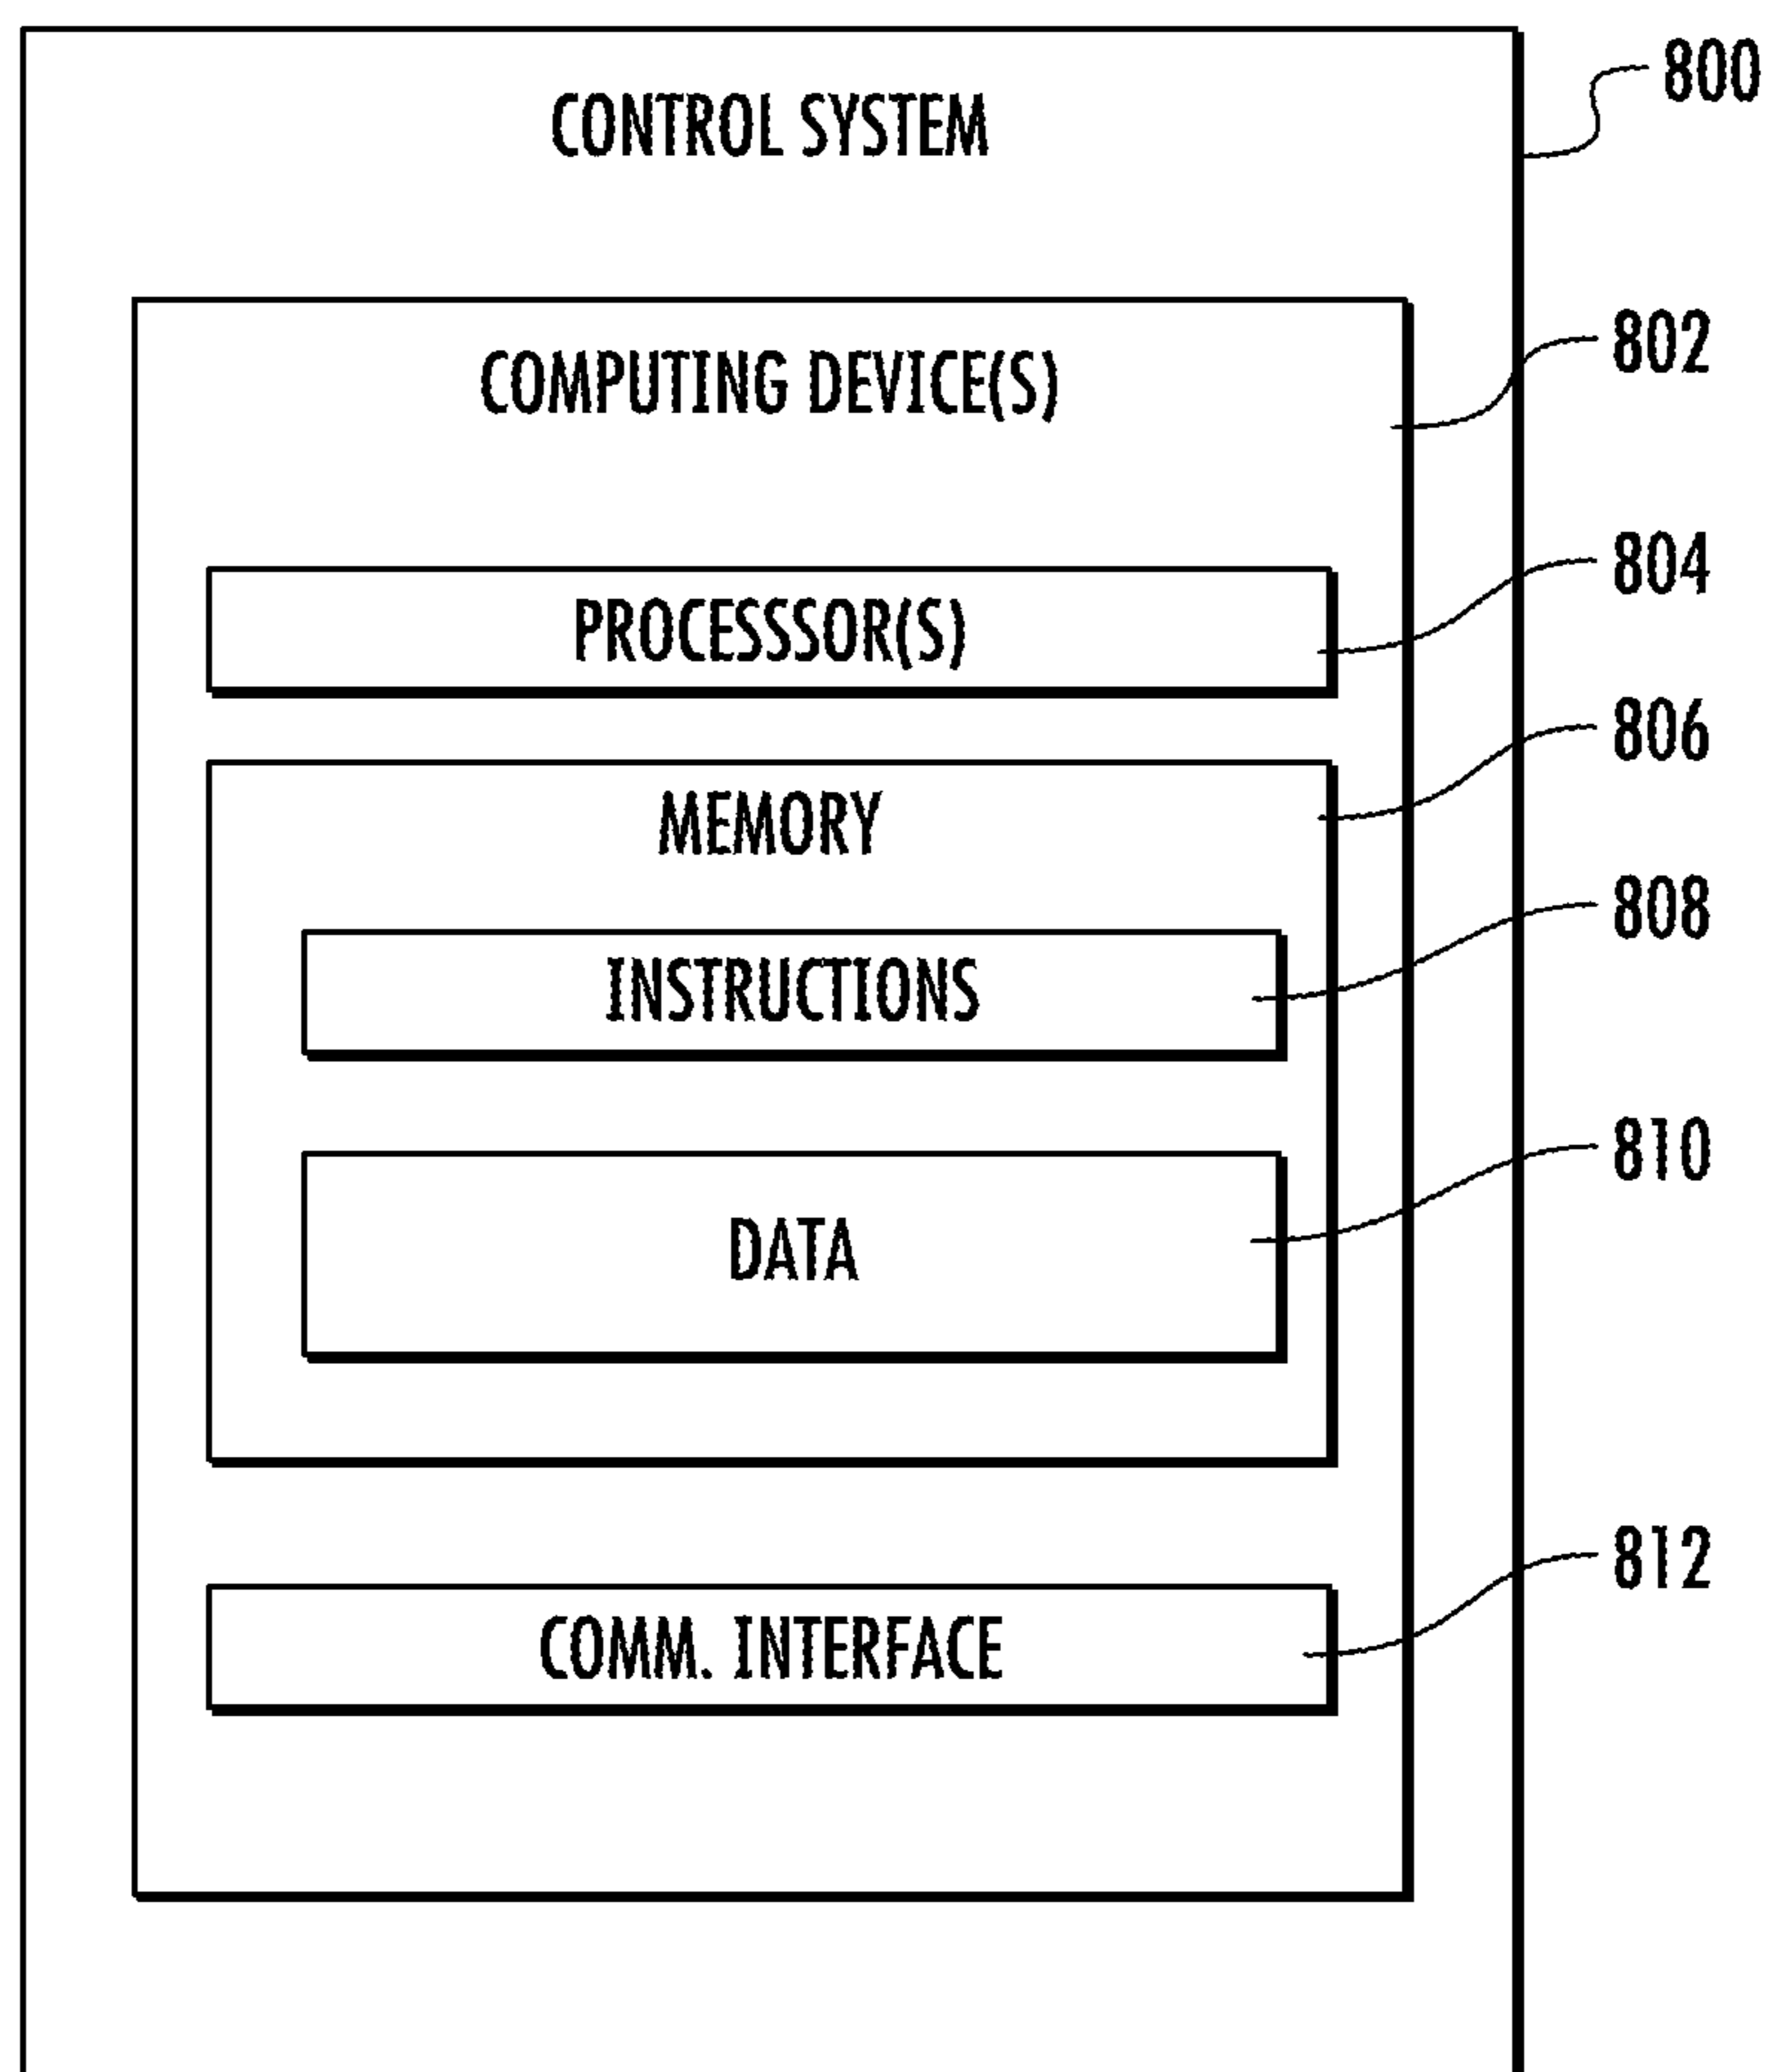 CONTROL SYSTEM
800
COMPUTING DEVICE(S)
802
PROCESSSOR(S)
804
MEMORY
806
INSTRUCTIONS
808
DATA
810
COMM. INTERFACE
812